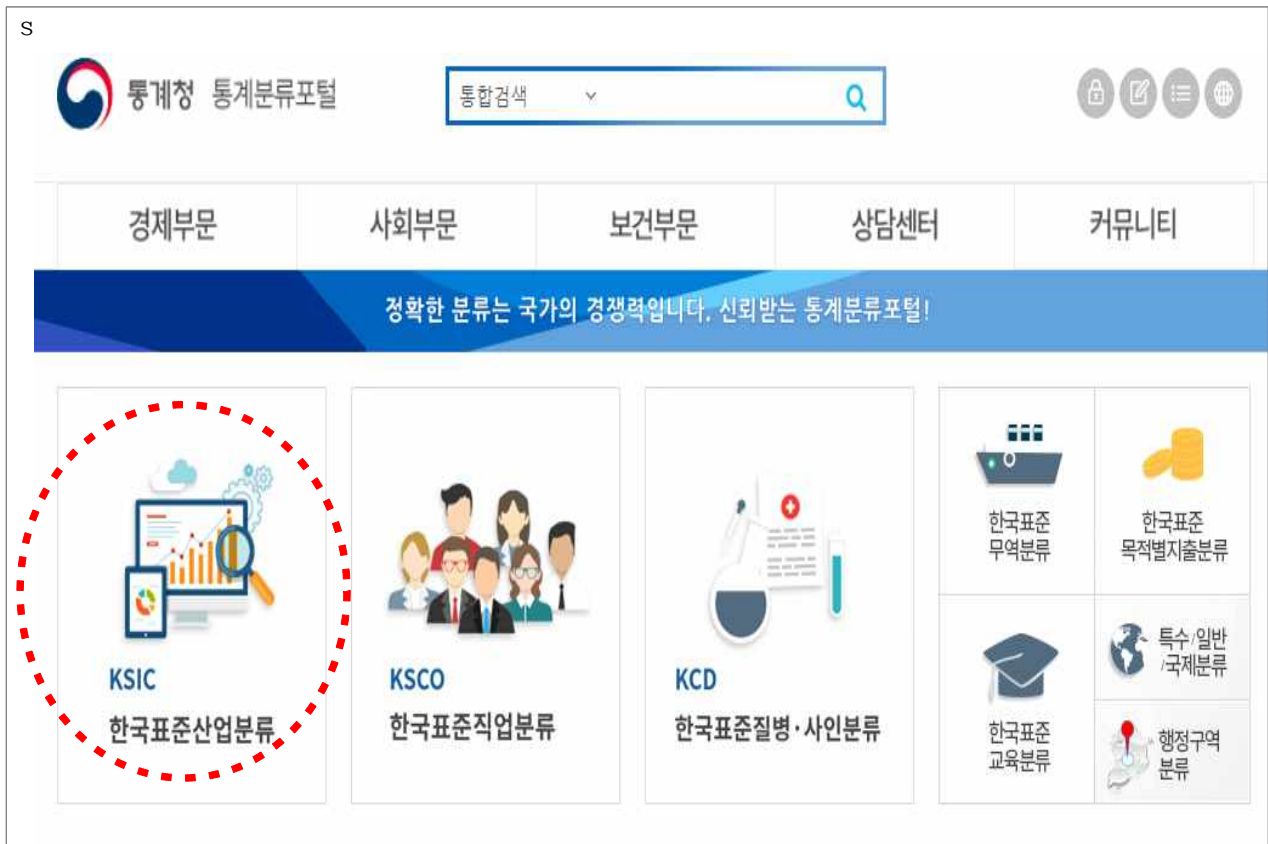 s
통계청 통계분류포털
통합검색
경제부문
사회부문
보건부문
상담센터
커뮤니티
정확한 분류는 국가의 경쟁력입니다. 신뢰받는 통계분류포털!
KSIC
한국표준산업분류
KSCO
한국표준직업분류
KCD
한국표준질병·사인분류
한국표준
무역분류
한국표준
목적별지출분류
한국표준
교육분류
특수/일반
/국제분류
행정구역
분류